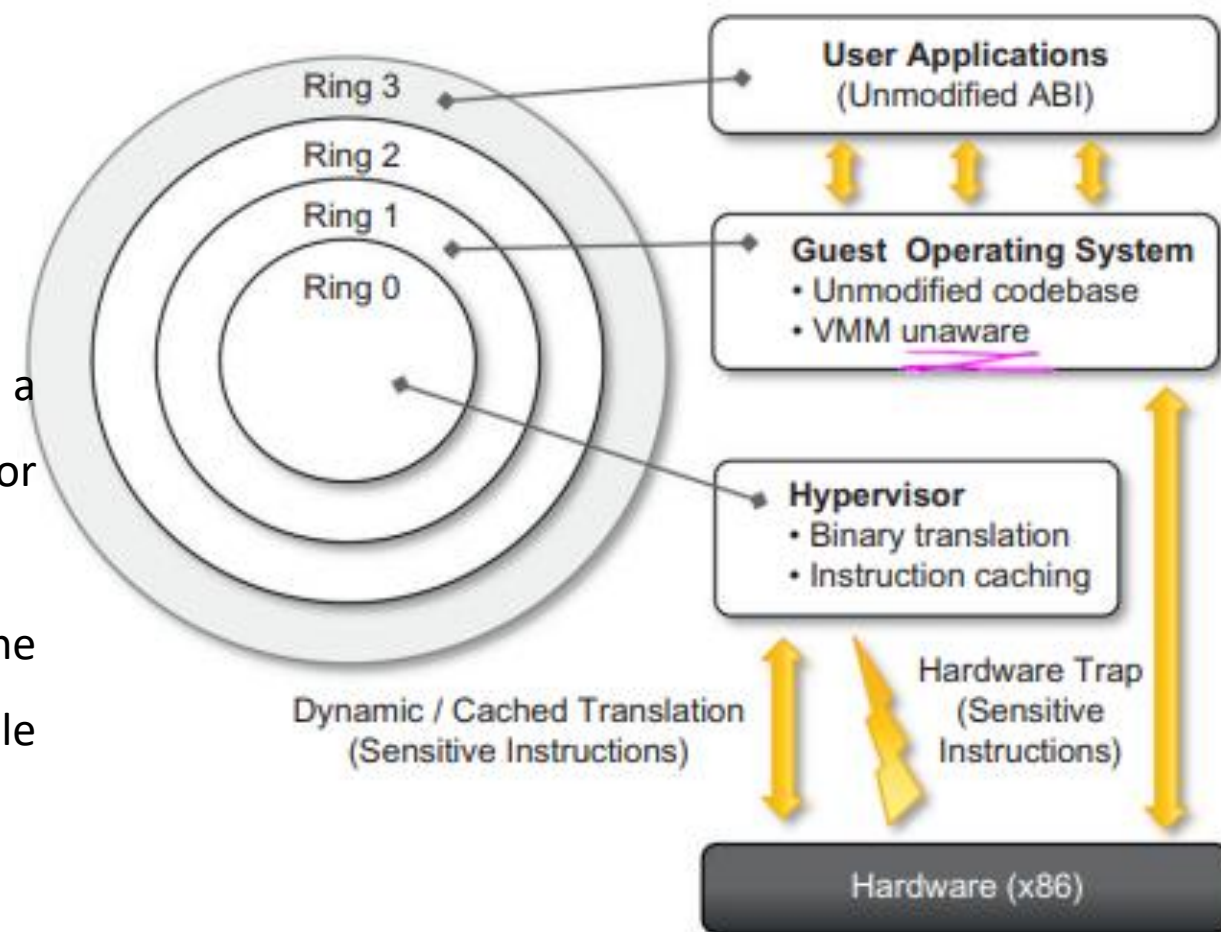 a
or
ne
le
Ring 3
Ring 2
Ring 1
Ring 0
User Applications
(Unmodified ABI)
Guest Operating System
• Unmodified codebase
• VMM unaware
Hypervisor
• Binary translation
• Instruction caching
Dynamic / Cached Translation
(Sensitive Instructions)
Hardware Trap
(Sensitive
Instructions)
Hardware (x86)